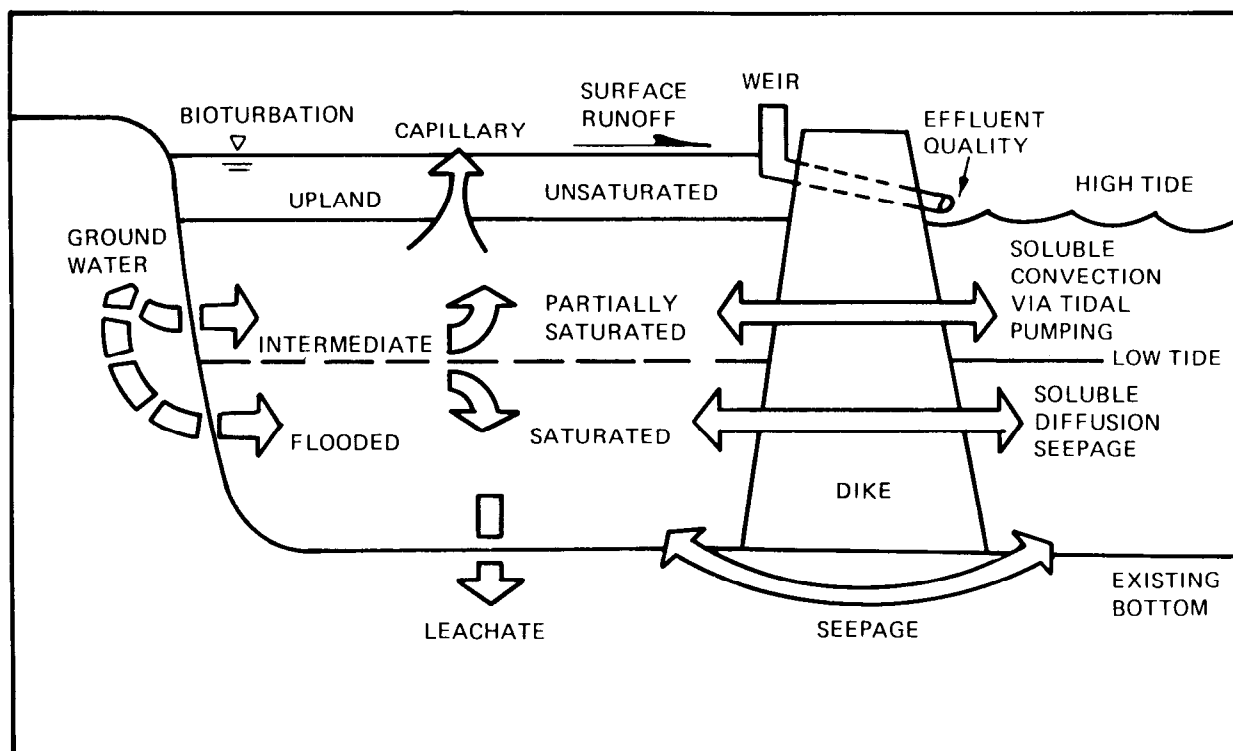 WEIR
SURFACE
RUNOFF
BIOTURBATION
CAPILLARY
EFFLUENT
QUALITY
UPLAND
UNSATURATED
HIGH TIDE
GROUND
WATER
SOLUBLE
CONVECTION
VIA TIDAL
PUMPING
PARTIALLY
SATURATED
INTERMEDIATE
LOW TIDE
SOLUBLE
DIFFUSION
SEEPAGE
FLOODED
SATURATED
DIKE
EXISTING
BOTTOM
LEACHATE
SEEPAGE